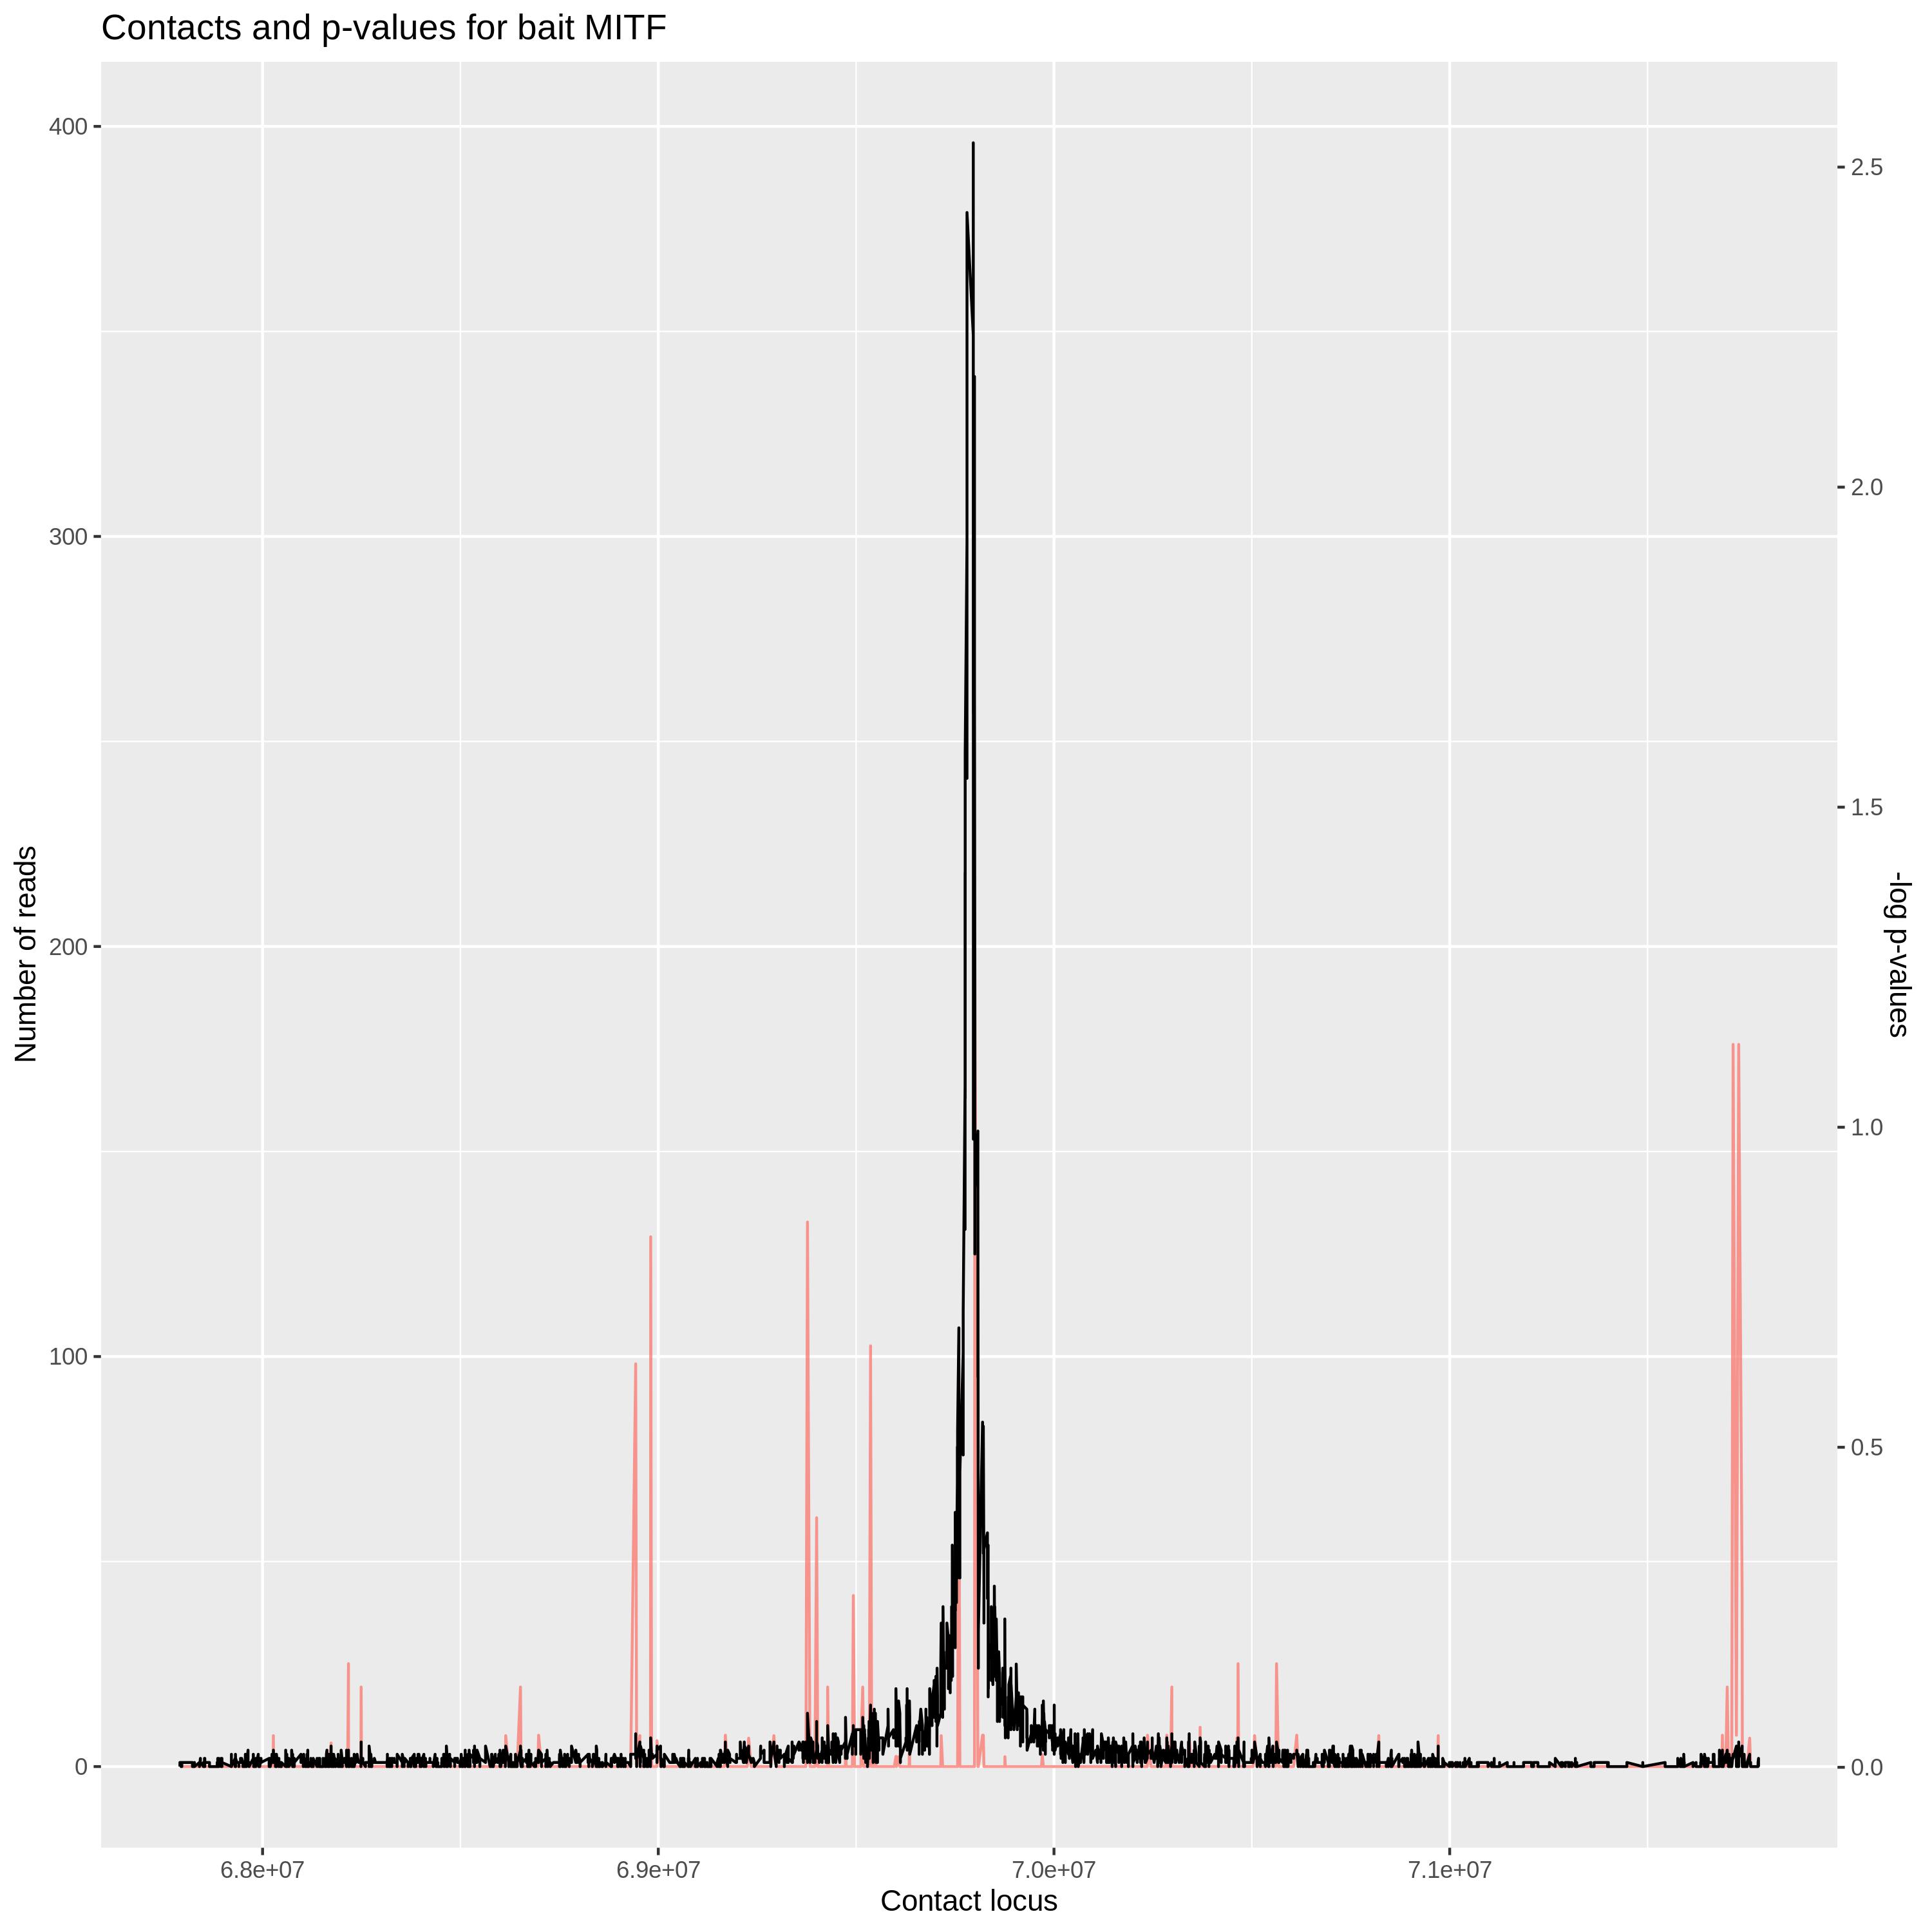 Contacts and p-values for bait MITF
400
300
200
100
0
Number of reads
2.5
2.0
1.5
1.0
0.5
0.0
-log p-values
6.8e+07
6.9e+07
7.0e+07
7.1e+07
Contact locus